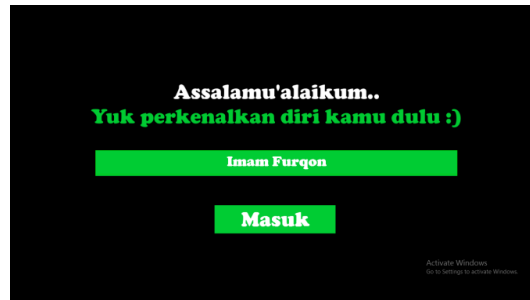 Assalamu'alaikum..
Yuk perkenalkan diri kamu dulu :)
Imam Furqon
Masuk
Activate Windows
Go to Settings to activate Windows.